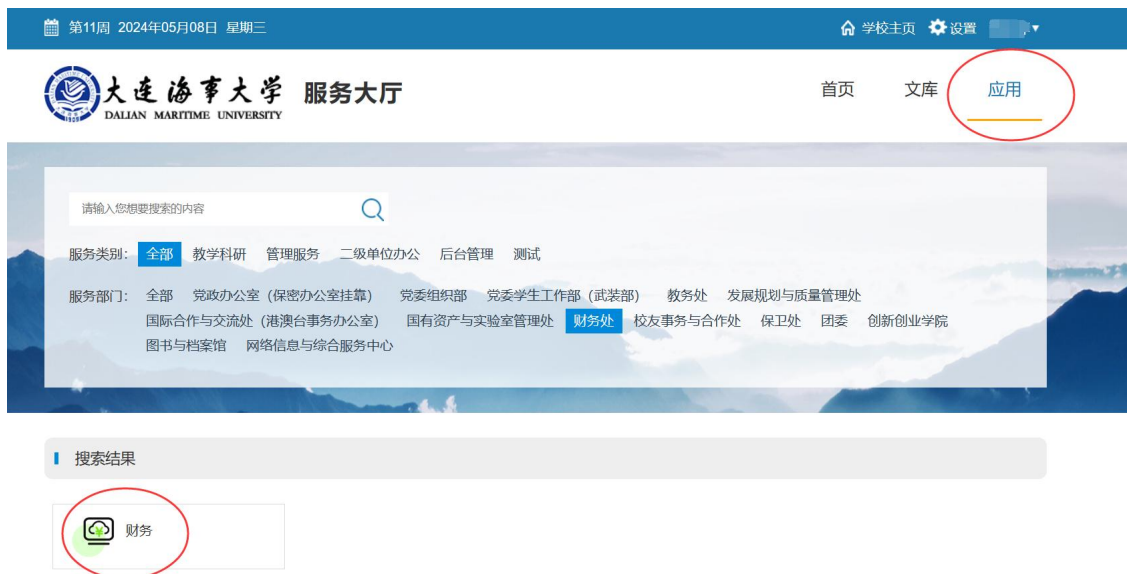 第11周 2024年05月08日 星期三 学校主页 设置
大连海事大学 服务大厅 首页 文库 应用
DALIAN MARITIME UNIVERSITY
1909
请输入您想要搜索的内容
服务类别: 全部 教学科研 管理服务 二级单位办公 后台管理 测试
服务部门: 全部 党政办公室 (保密办公室挂靠) 党委组织部 党委学生工作部 (武装部) 教务处 发展规划与质量管理处
国际合作与交流处 (港澳台事务办公室) 国有资产与实验室管理处 财务处 校友事务与合作处 保卫处 团委 创新创业学院
图书与档案馆 网络信息与综合服务中心
搜索结果
财务